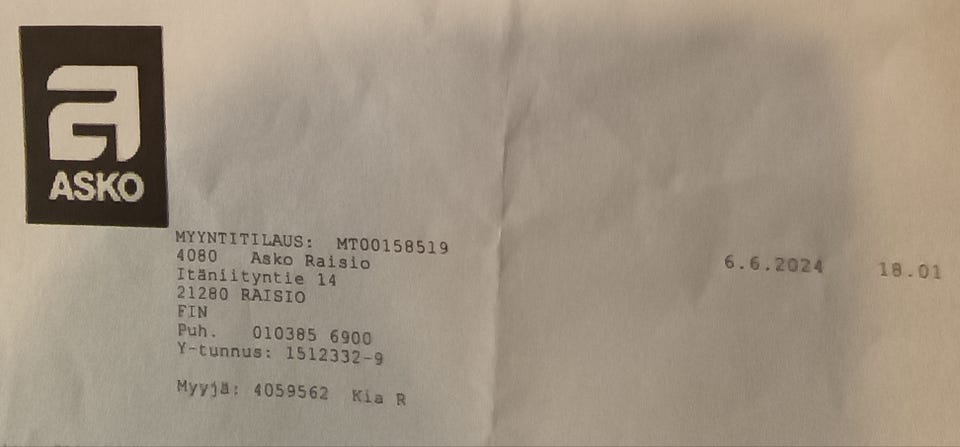 ASKO
MYYNTITILAUS: MT00158519
4080 Asko Raisio
6.6.2024 18.01
Itäniityntie 14
21280 RAISIO
FIN
Puh. 010385 6900
Y-tunnus: 1512332-9
Myyjä: 4059562 Kia R